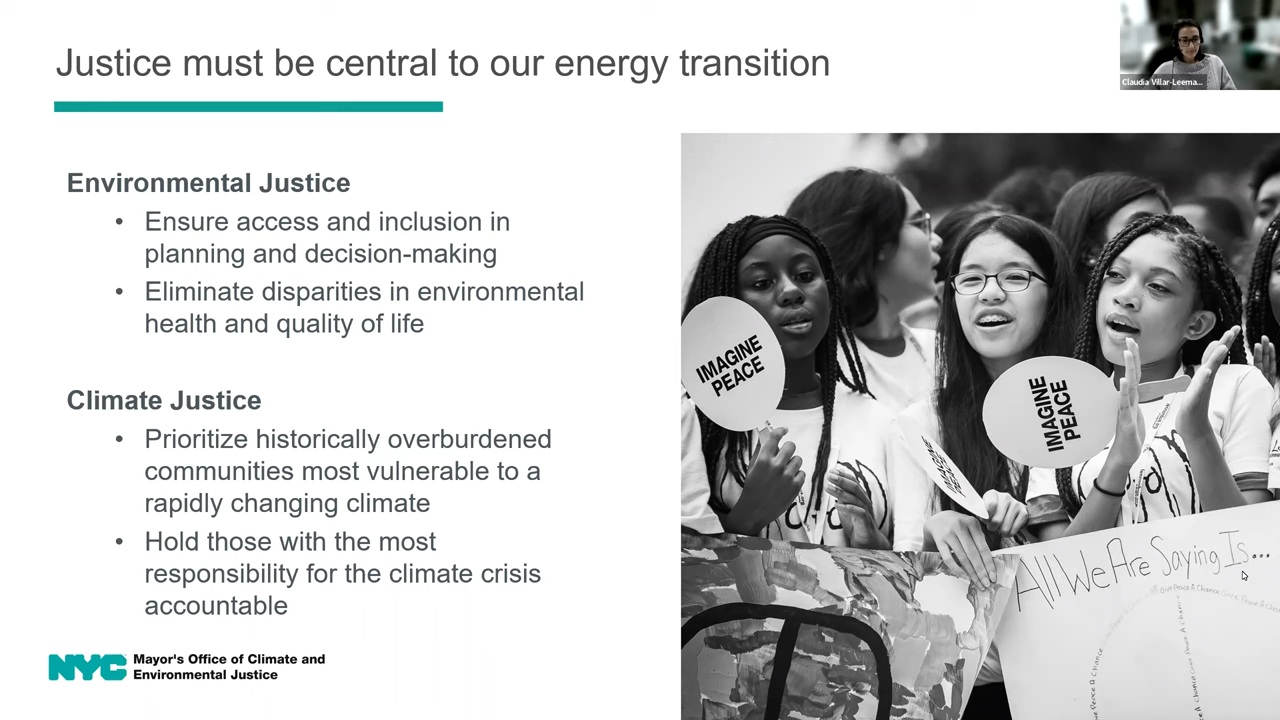 Justice must be central to our energy transition
Claudia Villar-Leema...
Environmental Justice
• Ensure access and inclusion in
planning and decision-making
• Eliminate disparities in environmental
health and quality of life
Climate Justice
• Prioritize historically overburdened
communities most vulnerable to a
rapidly changing climate
• Hold those with the most
responsibility for the climate crisis
accountable
NYC Mayor's Office of Climate and
Environmental Justice
IMAGINE
PEACE
IMAGINE
PEACE
All We Are Saying Is...
Give Peace A Chance